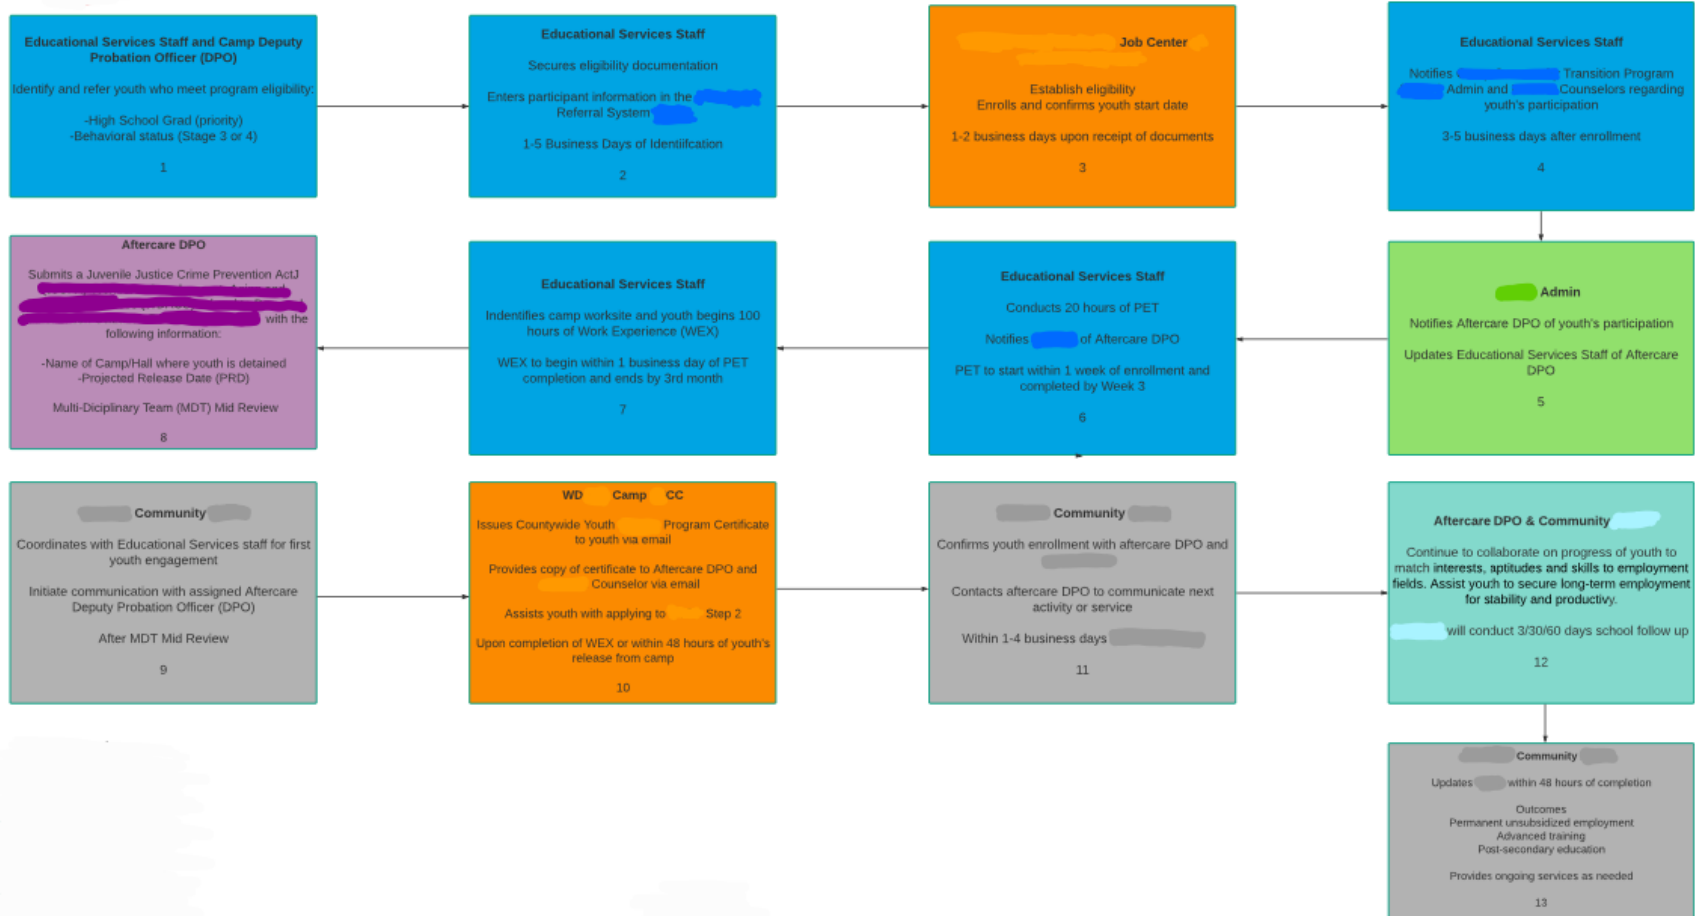 Educational Services Staff and Camp Deputy
Probation Officer (DPO)
Identify and refer youth who meet program eligibility:
-High School Grad (priority)
-Behavioral status (Stage 3 or 4)
1
Educational Services Staff
Secures eligibility documentation
Enters participant information in the
Referral System
1-5 Business Days of Identiifcation
2
Job Center
Establish eligibility
Enrolls and confirms youth start date
1-2 business days upon receipt of documents
3
Educational Services Staff
Notifies Transition Program
Admin and Counselors regarding
youth's participation
3-5 business days after enrollment
4
Admin
Notifies Aftercare DPO of youth's participation
Updates Educational Services Staff of Aftercare
DPO
5
Educational Services Staff
Conducts 20 hours of PET
Notifies of Aftercare DPO
PET to start within 1 week of enrollment and
completed by Week 3
6
Educational Services Staff
Indentifies camp worksite and youth begins 100
hours of Work Experience (WEX)
WEX to begin within 1 business day of PET
completion and ends by 3rd month
7
Aftercare DPO
Submits a Juvenile Justice Crime Prevention ActJ
with the
following information:
-Name of Camp/Hall where youth is detained
-Projected Release Date (PRD)
Multi-Diciplinary Team (MDT) Mid Review
8
Community
Coordinates with Educational Services staff for first
youth engagement
Initiate communication with assigned Aftercare
Deputy Probation Officer (DPO)
After MDT Mid Review
9
WD Camp CC
Issues Countywide Youth Program Certificate
to youth via email
Provides copy of certificate to Aftercare DPO and
Counselor via email
Assists youth with applying to Step 2
Upon completion of WEX or within 48 hours of youth's
release from camp
10
Community
Confirms youth enrollment with aftercare DPO and
Contacts aftercare DPO to communicate next
activity or service
Within 1-4 business days
11
Aftercare DPO & Community
Continue to collaborate on progress of youth to
match interests, aptitudes and skills to employment
fields. Assist youth to secure long-term employment
for stability and productivy.
will conduct 3/30/60 days school follow up
12
Community
Updates within 48 hours of completion
Outcomes
Permanent unsubsidized employment
Advanced training
Post-secondary education
Provides ongoing services as needed
13